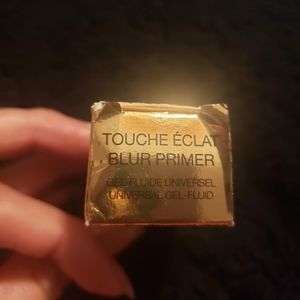 TOUCHE ÉCLAT
BLUR PRIMER
GEL-FLUIDE UNIVERSEL
UNIVERSAL GEL-FLUID